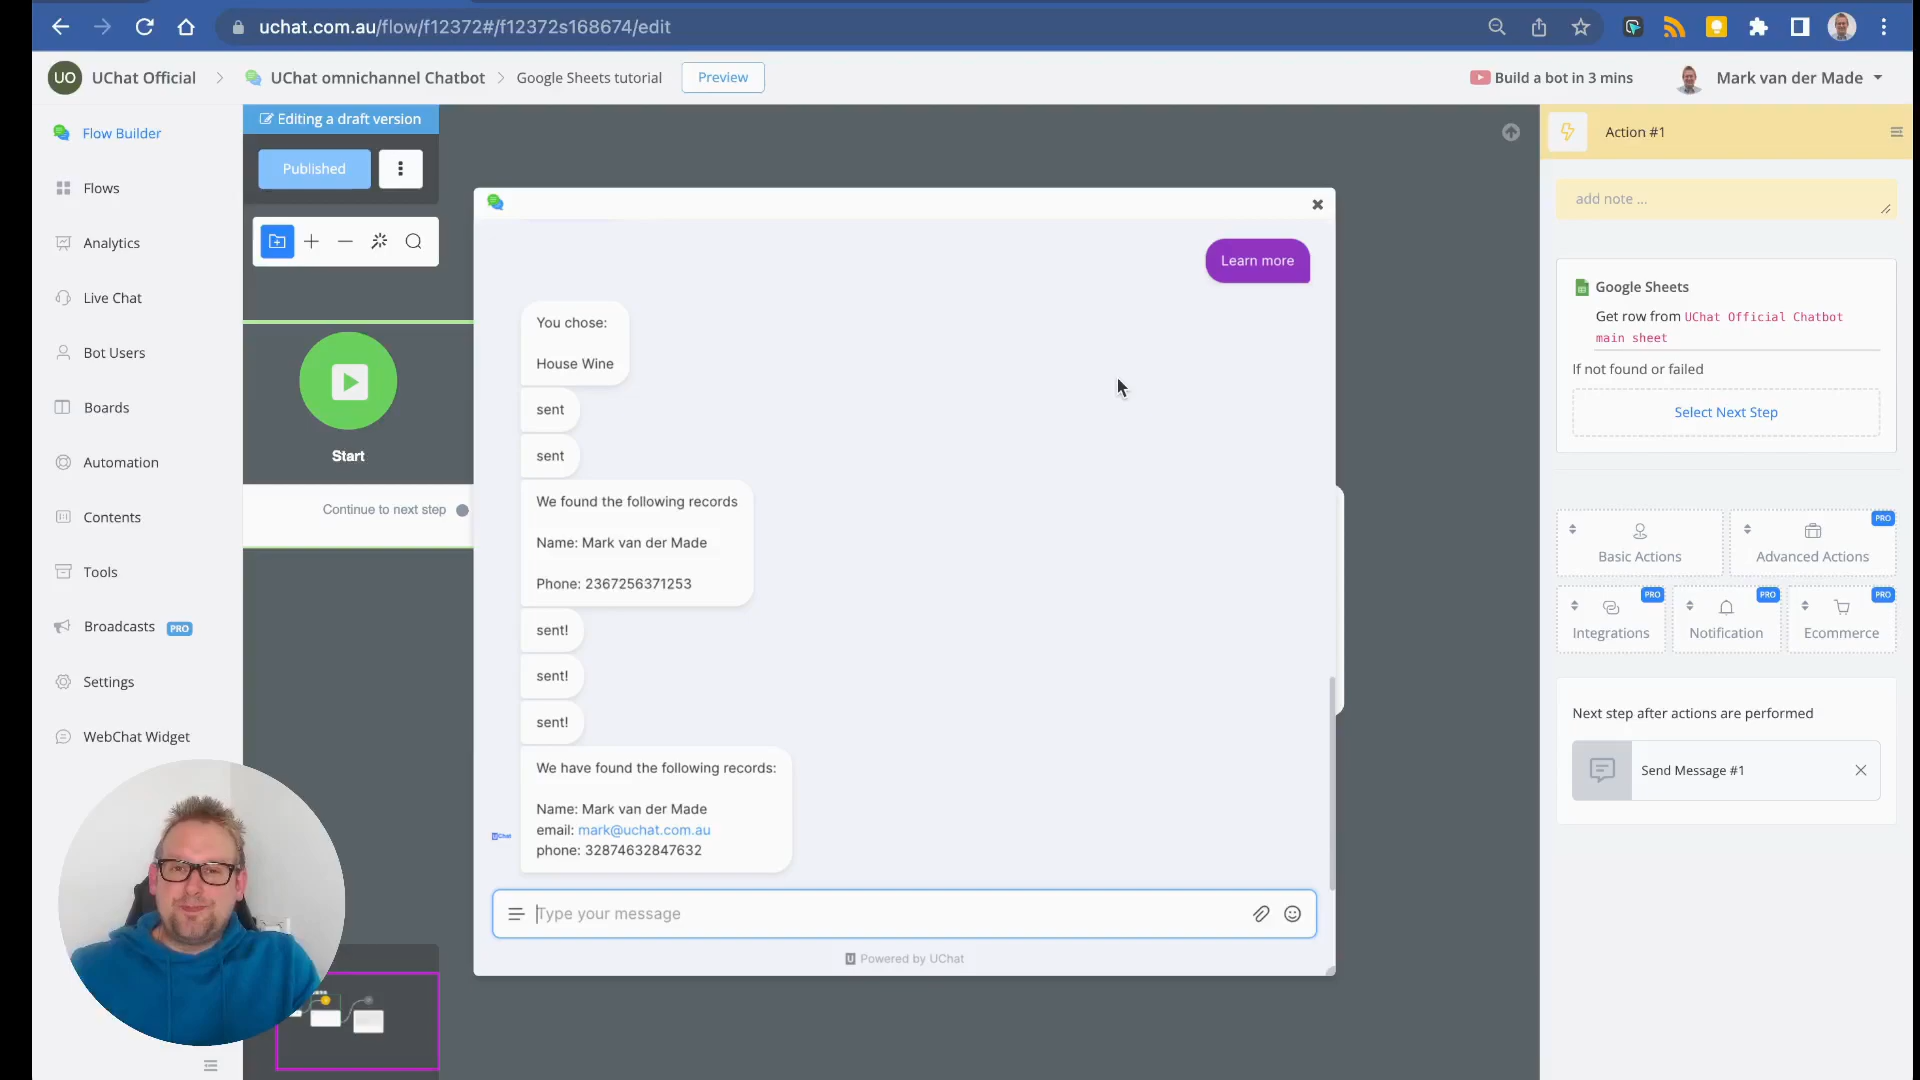 uchat.com.au/flow/f12372#/f12372s168674/edit
UO UChat Official
UChat omnichannel Chatbot
Google Sheets tutorial
Preview
Build a bot in 3 mins
Mark van der Made
Flow Builder
Flows
Analytics
Live Chat
Bot Users
Boards
Automation
Contents
Tools
Broadcasts PRO
Settings
WebChat Widget
Editing a draft version
Published
Start
Continue to next step
Learn more
You chose:
House Wine
sent
sent
We found the following records
Name: Mark van der Made
Phone: 2367256371253
sent!
sent!
sent!
We have found the following records:
Name: Mark van der Made
email: mark@uchat.com.au
phone: 32874632847632
UChat
Type your message
Powered by UChat
Action #1
add note ...
Google Sheets
Get row from UChat Official Chatbot
main sheet
If not found or failed
Select Next Step
Basic Actions
PRO
Advanced Actions
PRO
Integrations
PRO
Notification
PRO
Ecommerce
Next step after actions are performed
Send Message #1